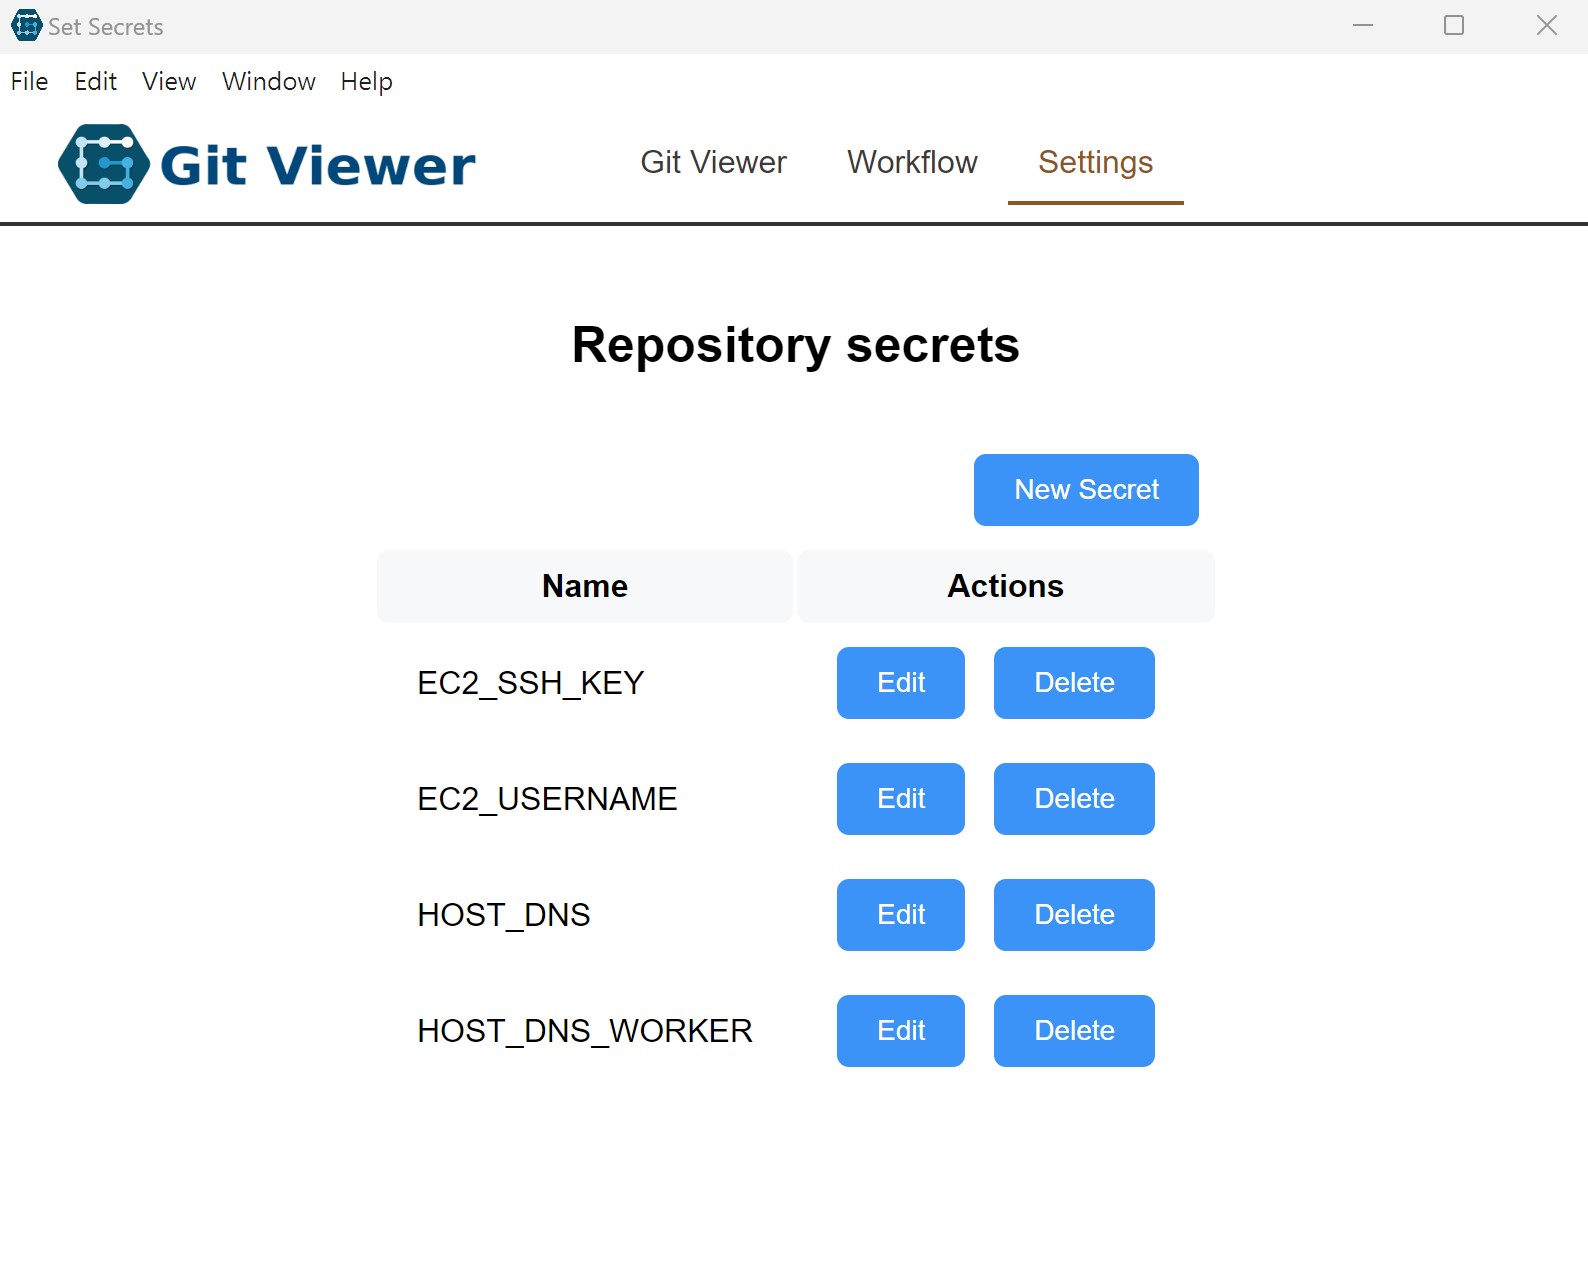 Set Secrets
File Edit View Window Help
Git Viewer
Git Viewer Workflow Settings
Repository secrets
New Secret
Name Actions
EC2_SSH_KEY Edit Delete
EC2_USERNAME Edit Delete
HOST_DNS Edit Delete
HOST_DNS_WORKER Edit Delete